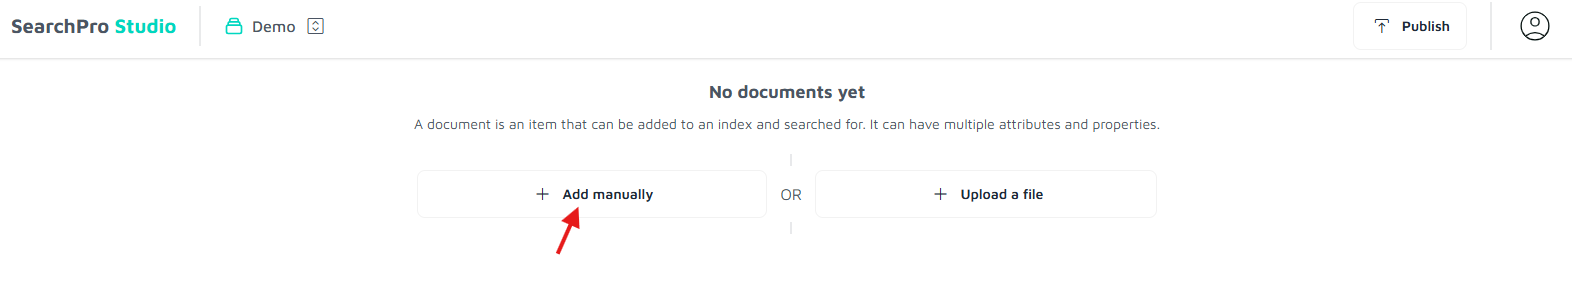 SearchPro Studio
Demo
Publish
No documents yet
A document is an item that can be added to an index and searched for. It can have multiple attributes and properties.
Add manually
OR
Upload a file